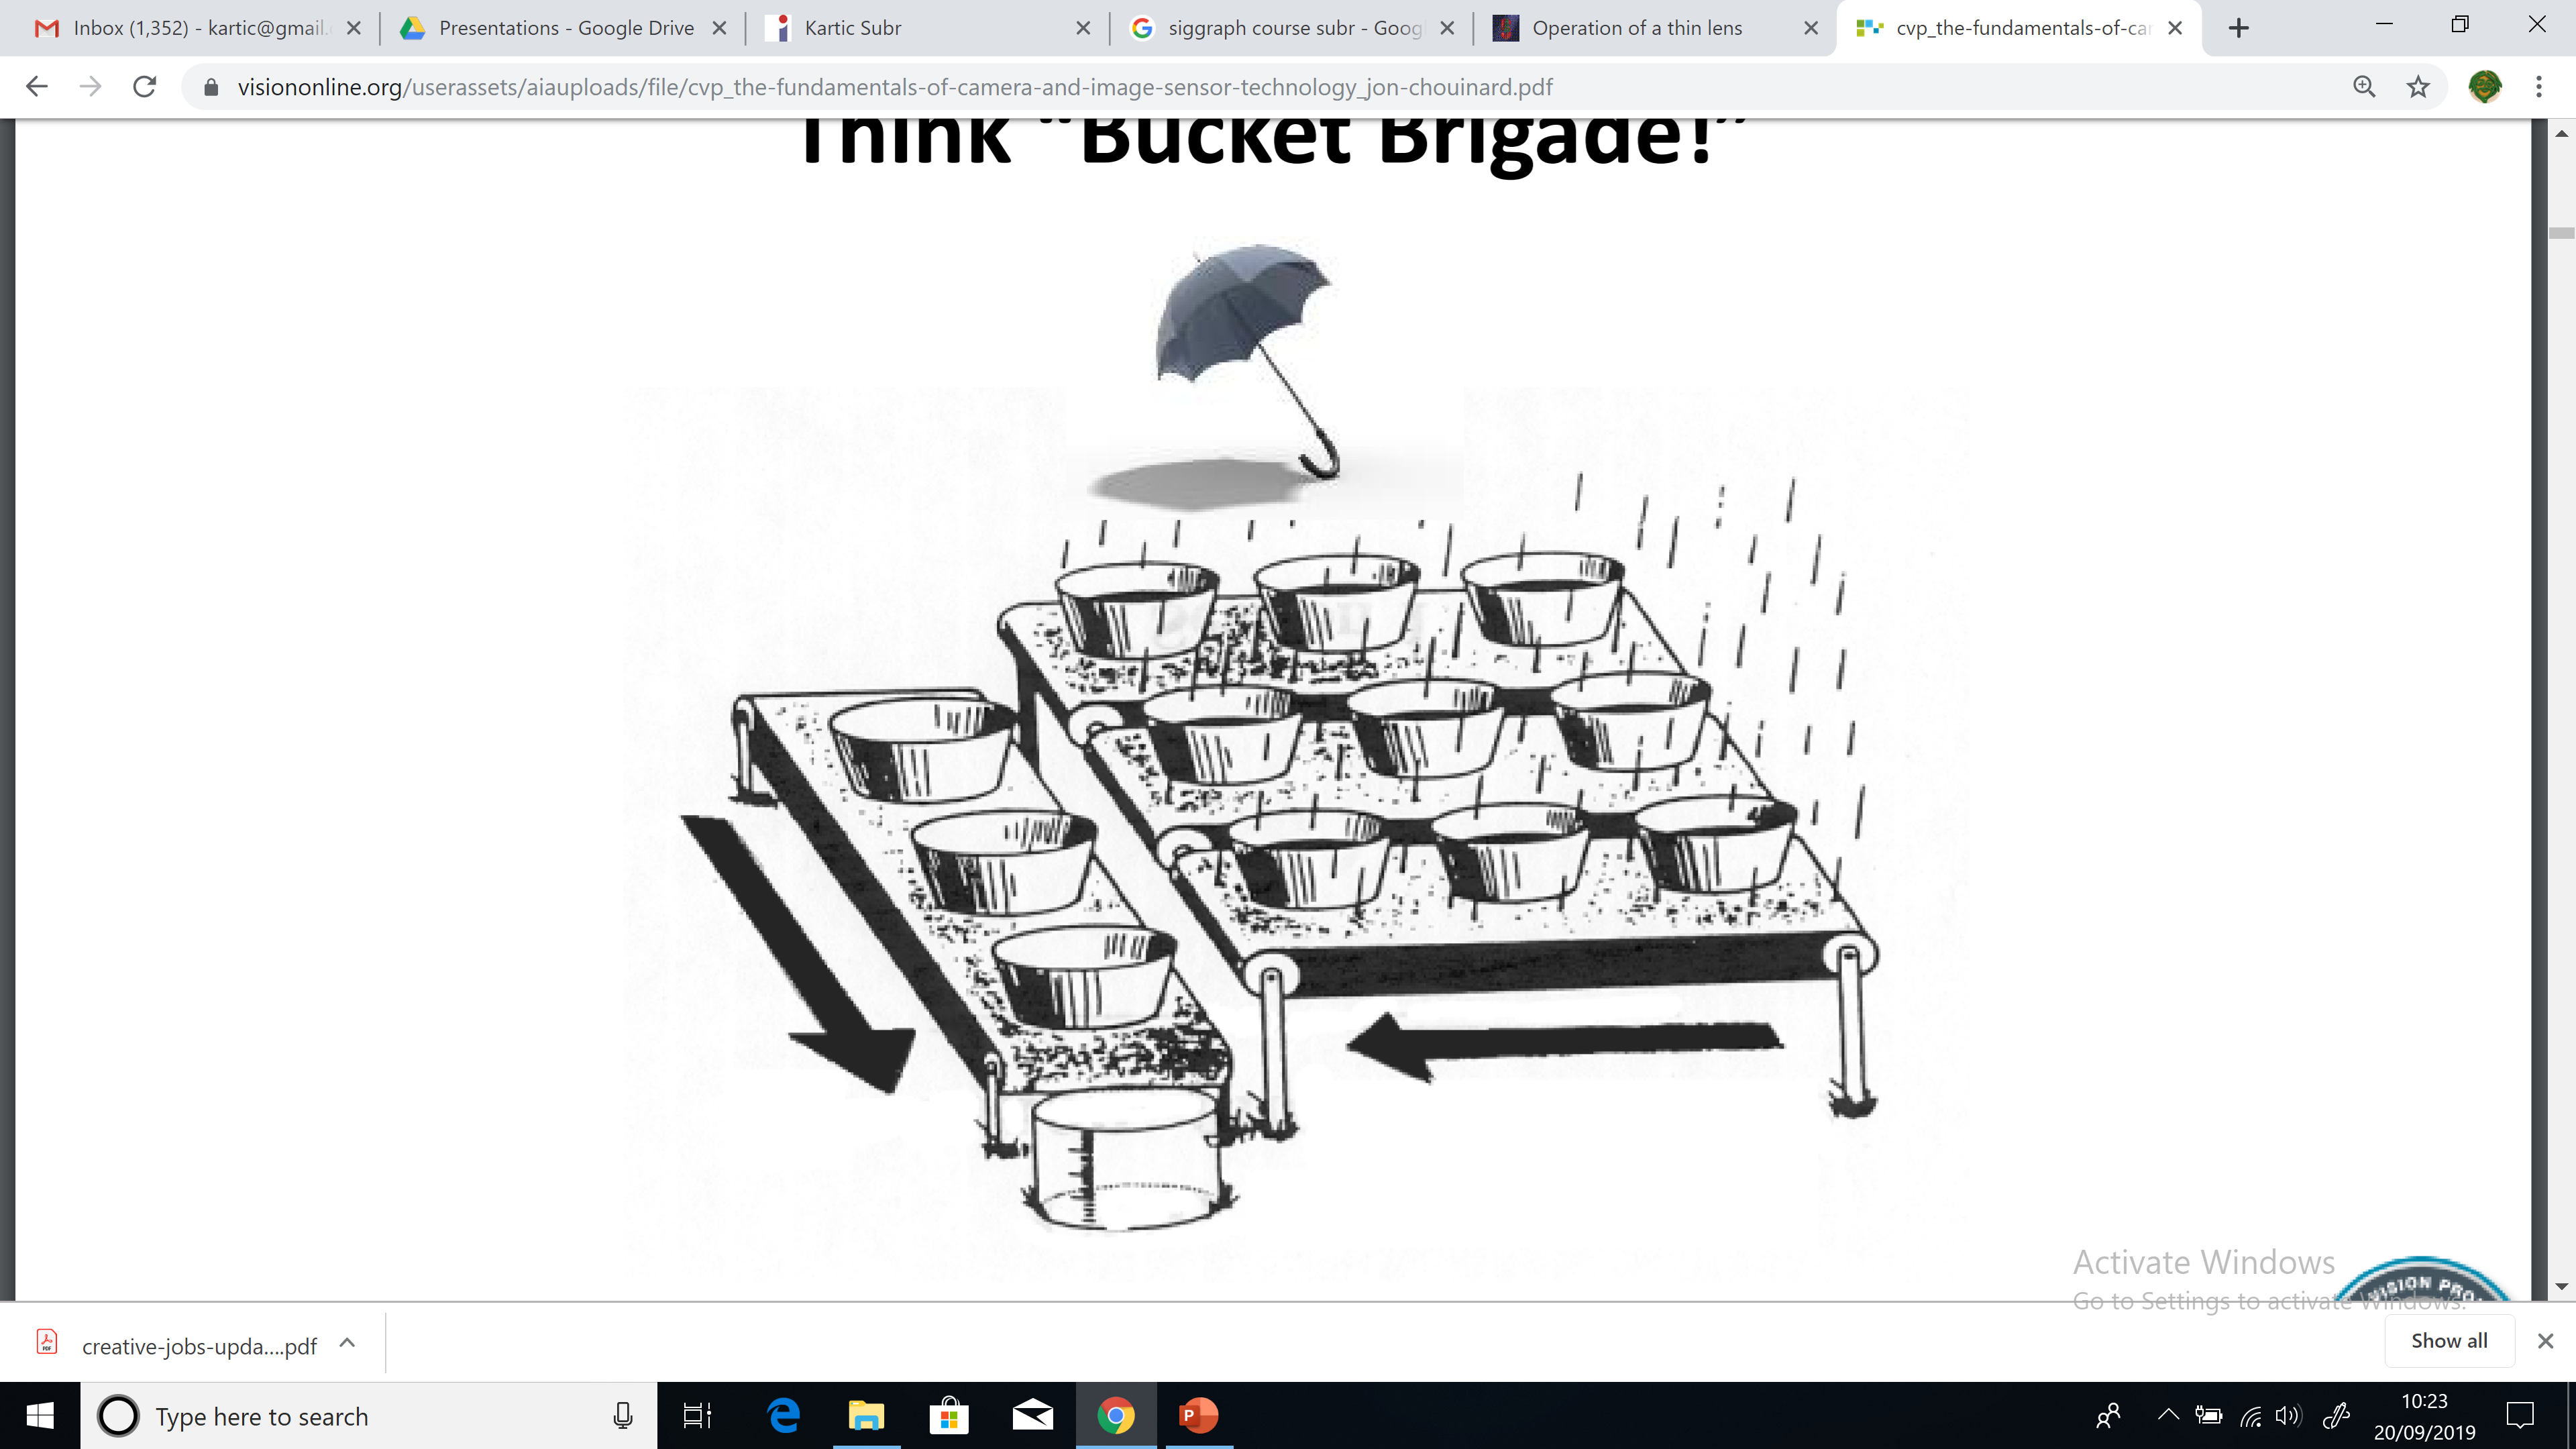 Inbox (1,352) - kartic@gmail.
Presentations - Google Drive
Kartic Subr
siggraph course subr - Goog
Operation of a thin lens
cvp_the-fundamentals-of-ca
visiononline.org/userassets/aiauploads/file/cvp_the-fundamentals-of-camera-and-image-sensor-technology_jon-chouinard.pdf
Think "Bucket Brigade!"
Activate Windows
Go to Settings to activate Windows.
VISION PRO
creative-jobs-upda....pdf
Show all
Type here to search
10:23
20/09/2019